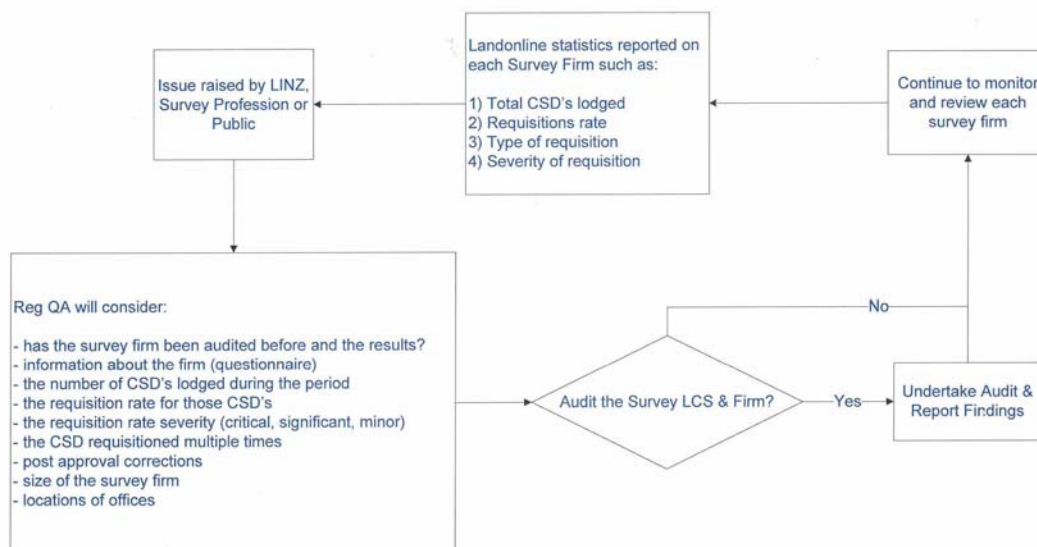 Issue raised by LINZ,
Survey Profession or
Public
Landonline statistics reported on
each Survey Firm such as:
1) Total CSD's lodged
2) Requisitions rate
3) Type of requisition
4) Severity of requisition
Continue to monitor
and review each
survey firm
Reg QA will consider:
- has the survey firm been audited before and the results?
- information about the firm (questionnaire)
- the number of CSD's lodged during the period
- the requisition rate for those CSD's
- the requisition rate severity (critical, significant, minor)
- the CSD requisitioned multiple times
- post approval corrections
- size of the survey firm
- locations of offices
Audit the Survey LCS & Firm?
No
Yes
Undertake Audit &
Report Findings